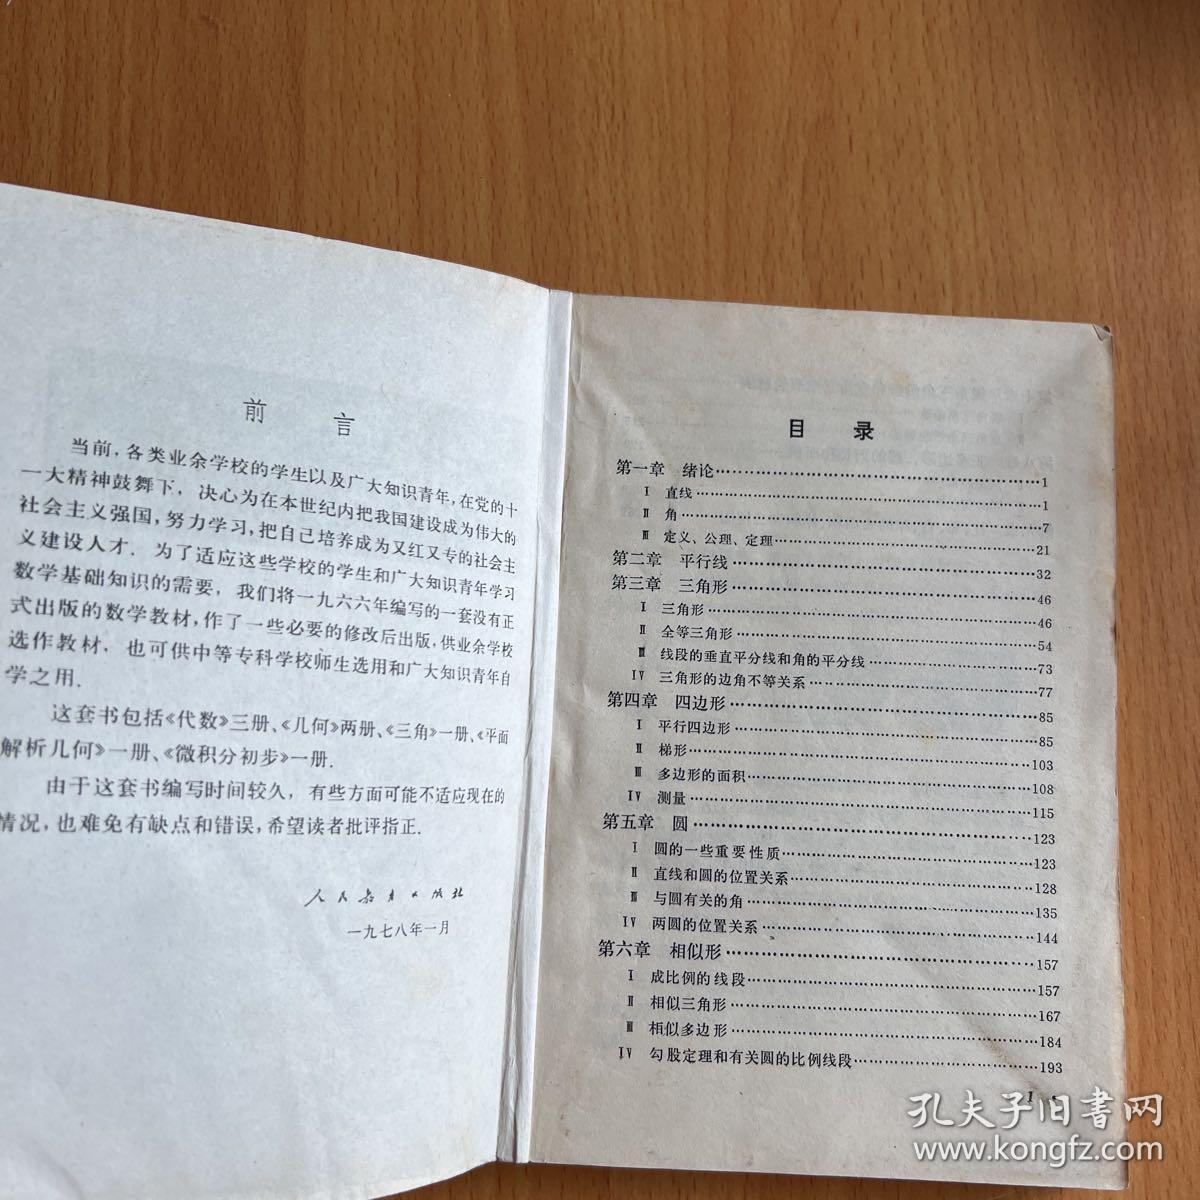 前言
当前,各类业余学校的学生以及广大知识青年,在党的十
一大精神鼓舞下,决心为在本世纪内把我国建设成为伟大的
社会主义强国,努力学习,把自己培养成为又红又专的社会主
义建设人才.为了适应这些学校的学生和广大知识青年学习
数学基础知识的需要,我们将一九六六年编写的一套没有正
式出版的数学教材,作了一些必要的修改后出版,供业余学校
选作教材,也可供中等专科学校师生选用和广大知识青年自
学之用.
这套书包括《代数》三册、《几何》两册、《三角》一册、《平面
解析几何》一册、《微积分初步》一册.
由于这套书编写时间较久,有些方面可能不适应现在的
情况,也难免有缺点和错误,希望读者批评指正.
人民教育出版社
一九七八年一月
目录
第一章 绪论……1
Ⅰ 直线……1
Ⅱ 角……7
Ⅲ 定义、公理、定理……21
第二章 平行线……32
第三章 三角形……46
Ⅰ 三角形……46
Ⅱ 全等三角形……54
Ⅲ 线段的垂直平分线和角的平分线……73
Ⅳ 三角形的边角不等关系……77
第四章 四边形……85
Ⅰ 平行四边形……85
Ⅱ 梯形……103
Ⅲ 多边形的面积……108
Ⅳ 测量……115
第五章 圆……123
Ⅰ 圆的一些重要性质……123
Ⅱ 直线和圆的位置关系……128
Ⅲ 与圆有关的角……135
Ⅳ 两圆的位置关系……144
第六章 相似形……157
Ⅰ 成比例的线段……157
Ⅱ 相似三角形……167
Ⅲ 相似多边形……184
Ⅳ 勾股定理和有关圆的比例线段……193
1
孔夫子旧书网
www.kongfz.com